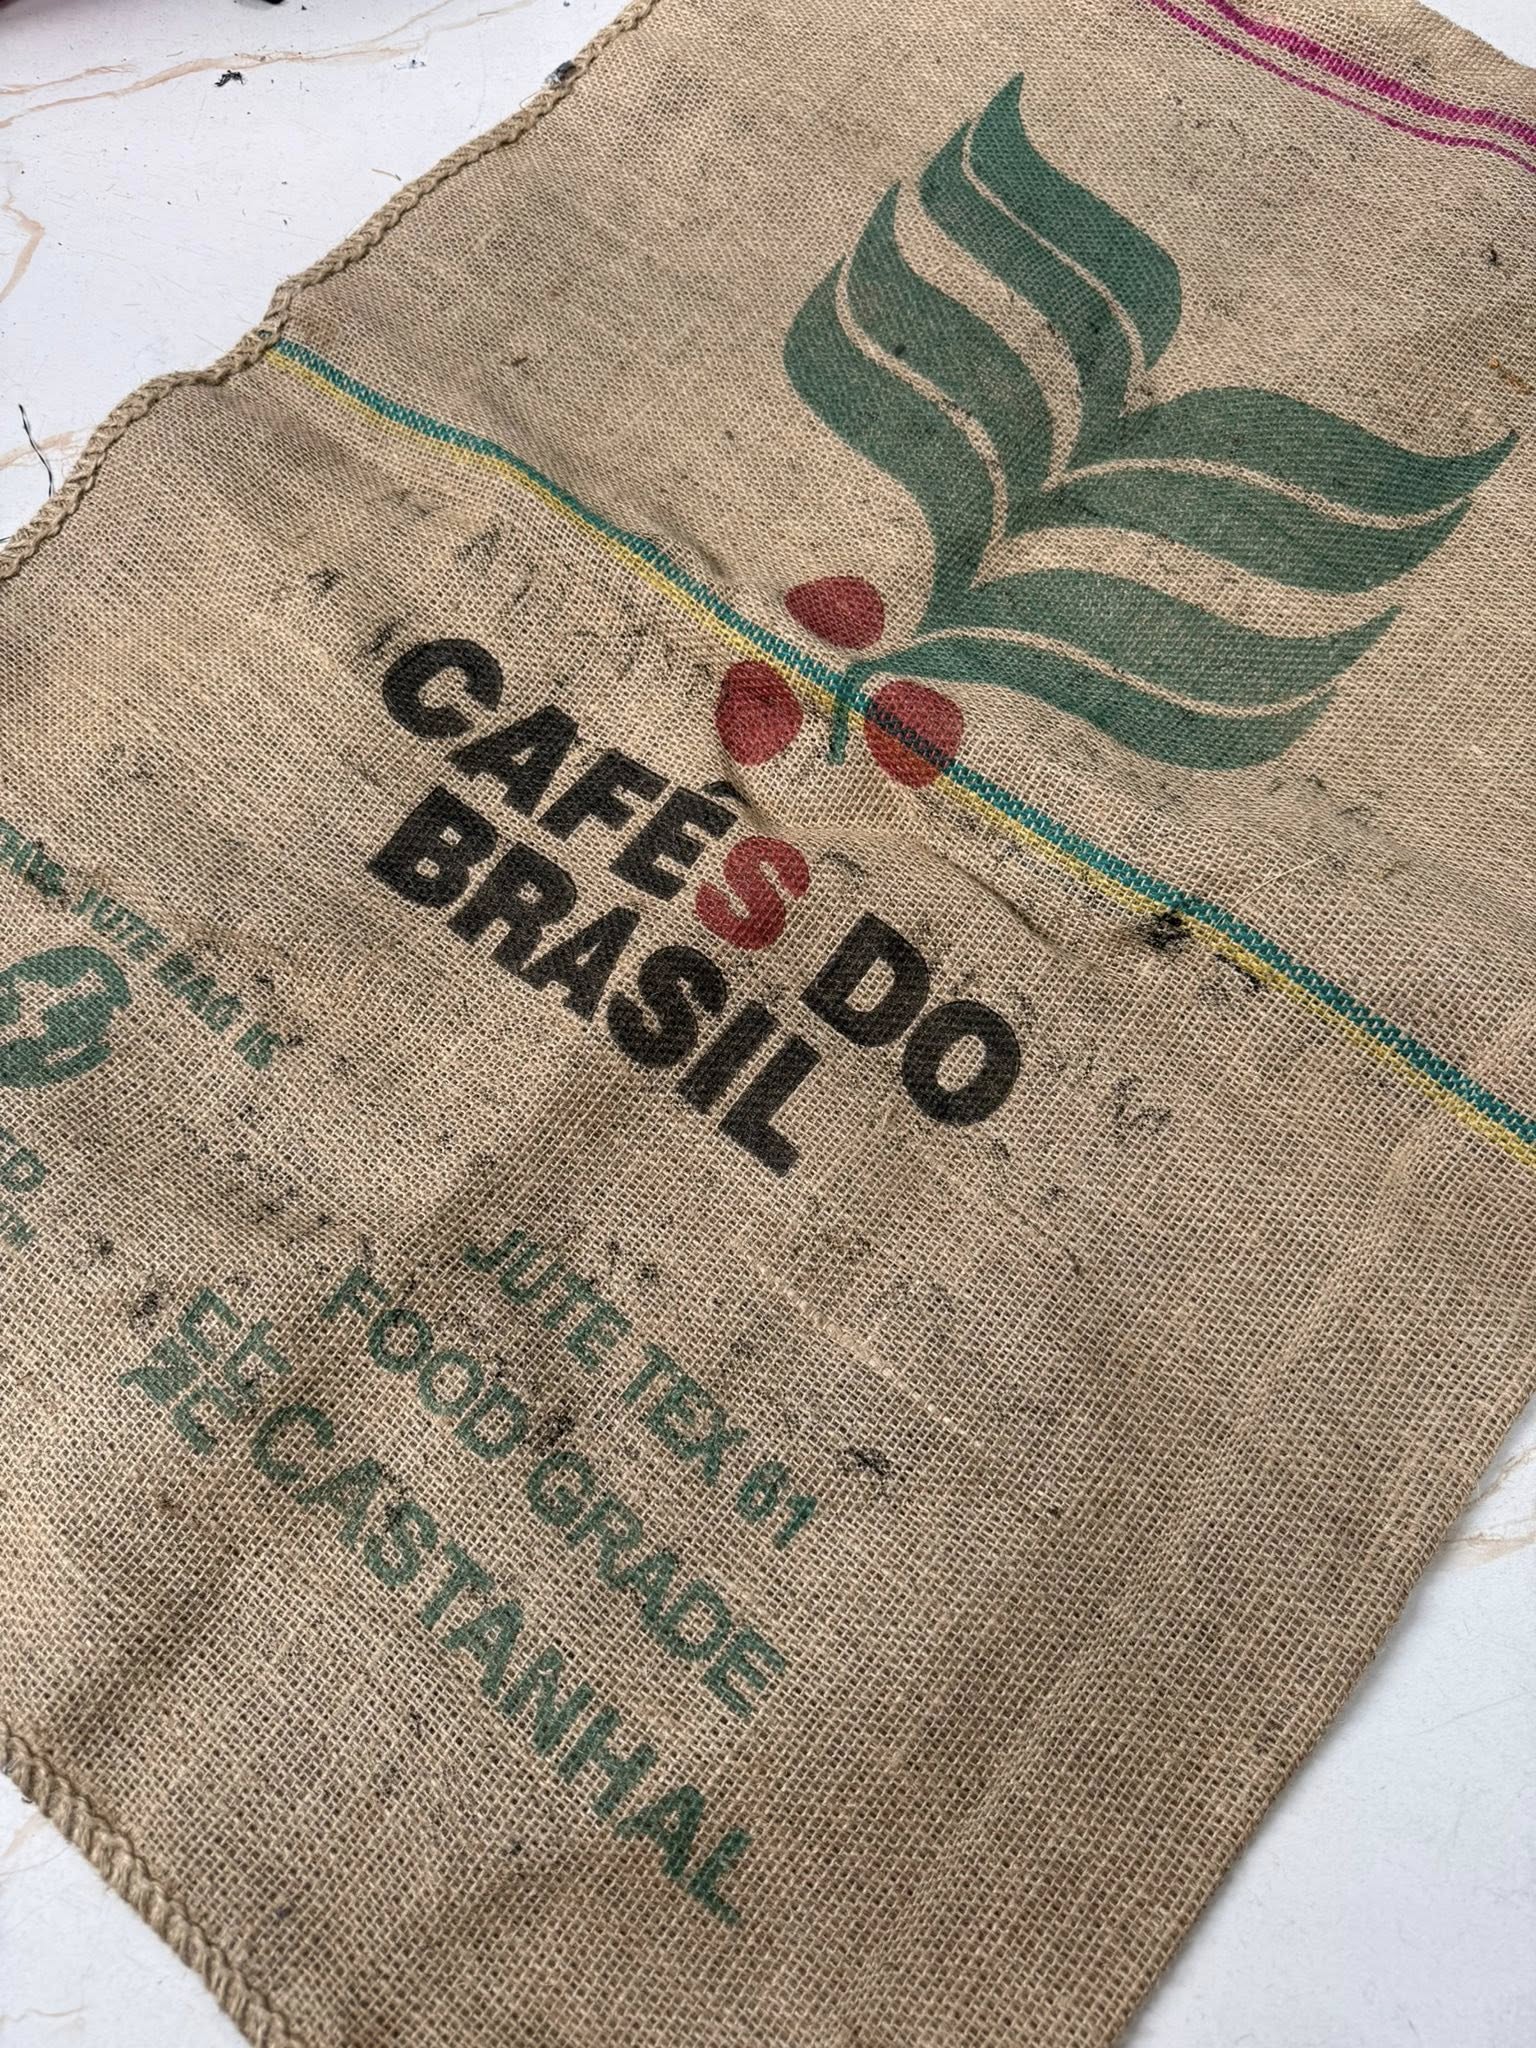 CAFÉS DO
BRASIL
JUTE BAG IS
JUTE TEX 61
FOOD GRADE
CASTANHAL